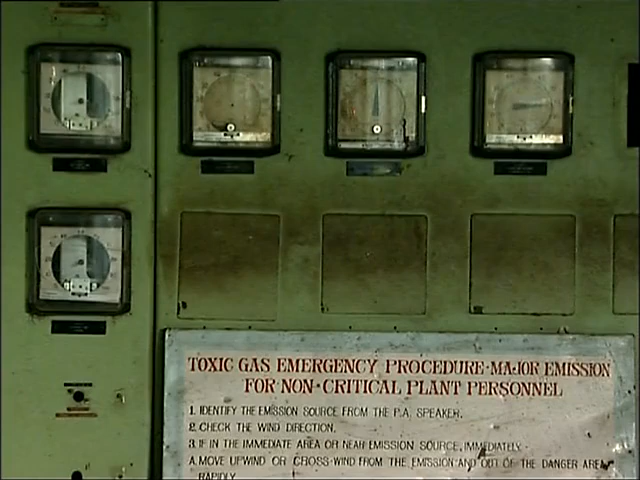 TOXIC GAS EMERGENCY PROCEDURE-MAJOR EMISSION
FOR NON-CRITICAL PLANT PERSONNEL
1. IDENTIFY THE EMISSION SOURCE FROM THE P.A. SPEAKER.
2. CHECK THE WIND DIRECTION.
3. IF IN THE IMMEDIATE AREA OR NEAR EMISSION SOURCE, IMMEDIATELY
4. MOVE UPWIND OR CROSS-WIND FROM THE EMISSION AND OUT OF THE DANGER AREA
RAPIDLY